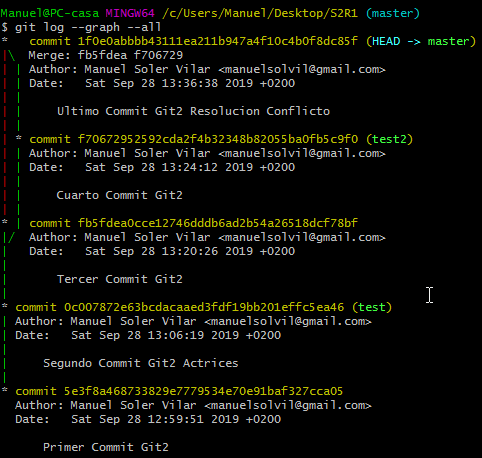 Manuel@PC-casa MINGW64 /c/Users/Manuel/Desktop/S2R1 (master)
$ git log --graph --all
*   commit 1f0e0abbbb43111ea211b947a4f10c4b0f8dc85f (HEAD -> master)
|\  Merge: fb5fdea f706729
| | Author: Manuel Soler Vilar <manuelsolvil@gmail.com>
| | Date:   Sat Sep 28 13:36:38 2019 +0200
| |
| |     Ultimo Commit Git2 Resolucion Conflicto
| |
| * commit f70672952592cda2f4b32348b82055ba0fb5c9f0 (test2)
| | Author: Manuel Soler Vilar <manuelsolvil@gmail.com>
| | Date:   Sat Sep 28 13:24:12 2019 +0200
| |
| |     Cuarto Commit Git2
| |
* | commit fb5fdea0cce12746dddb6ad2b54a26518dcf78bf
|/  Author: Manuel Soler Vilar <manuelsolvil@gmail.com>
|   Date:   Sat Sep 28 13:20:26 2019 +0200
|
|       Tercer Commit Git2
|
* commit 0c007872e63bcdacaaed3fdf19bb201effc5ea46 (test)
| Author: Manuel Soler Vilar <manuelsolvil@gmail.com>
| Date:   Sat Sep 28 13:06:19 2019 +0200
|
|     Segundo Commit Git2 Actrices
|
* commit 5e3f8a468733829e7779534e70e91baf327cca05
  Author: Manuel Soler Vilar <manuelsolvil@gmail.com>
  Date:   Sat Sep 28 12:59:51 2019 +0200

      Primer Commit Git2